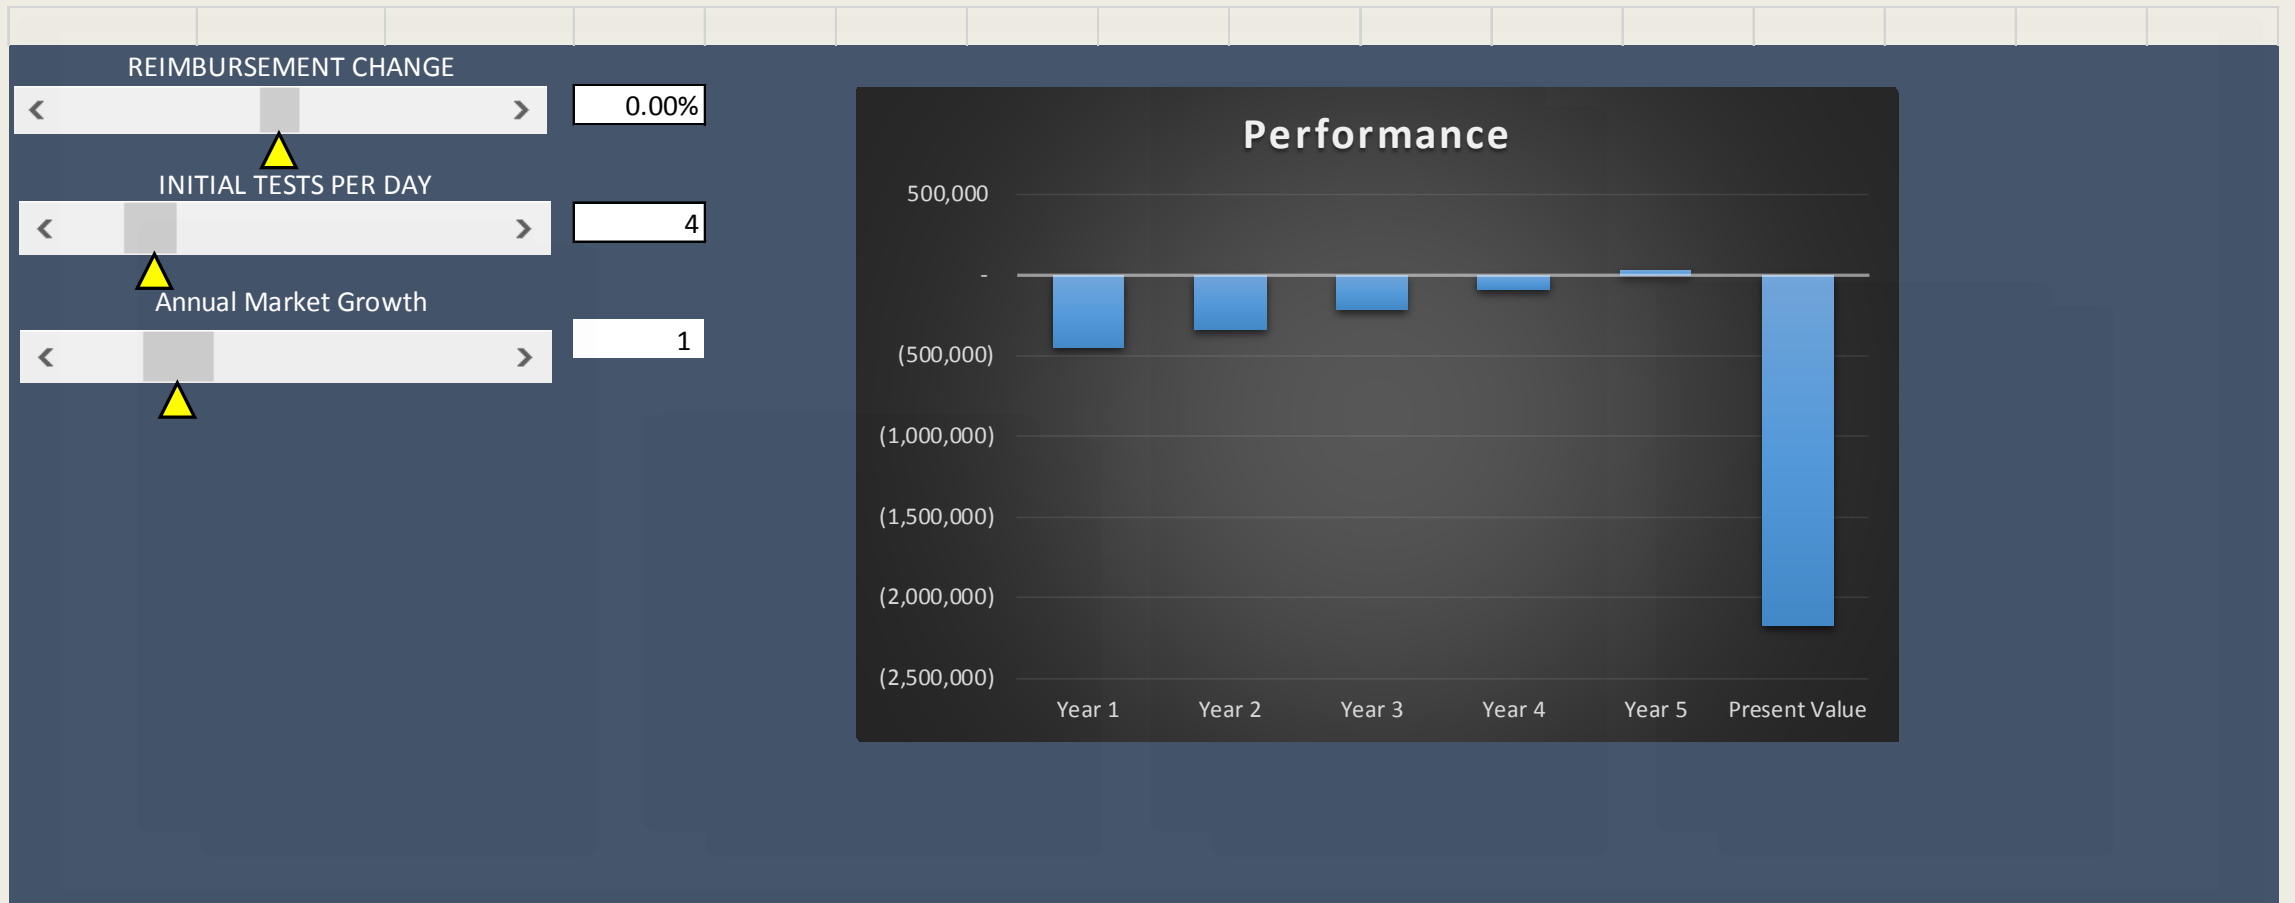 REIMBURSEMENT CHANGE
0.00%
INITIAL TESTS PER DAY
4
Annual Market Growth
1
Performance
500,000
-
(500,000)
(1,000,000)
(1,500,000)
(2,000,000)
(2,500,000)
Year 1 Year 2 Year 3 Year 4 Year 5 Present Value